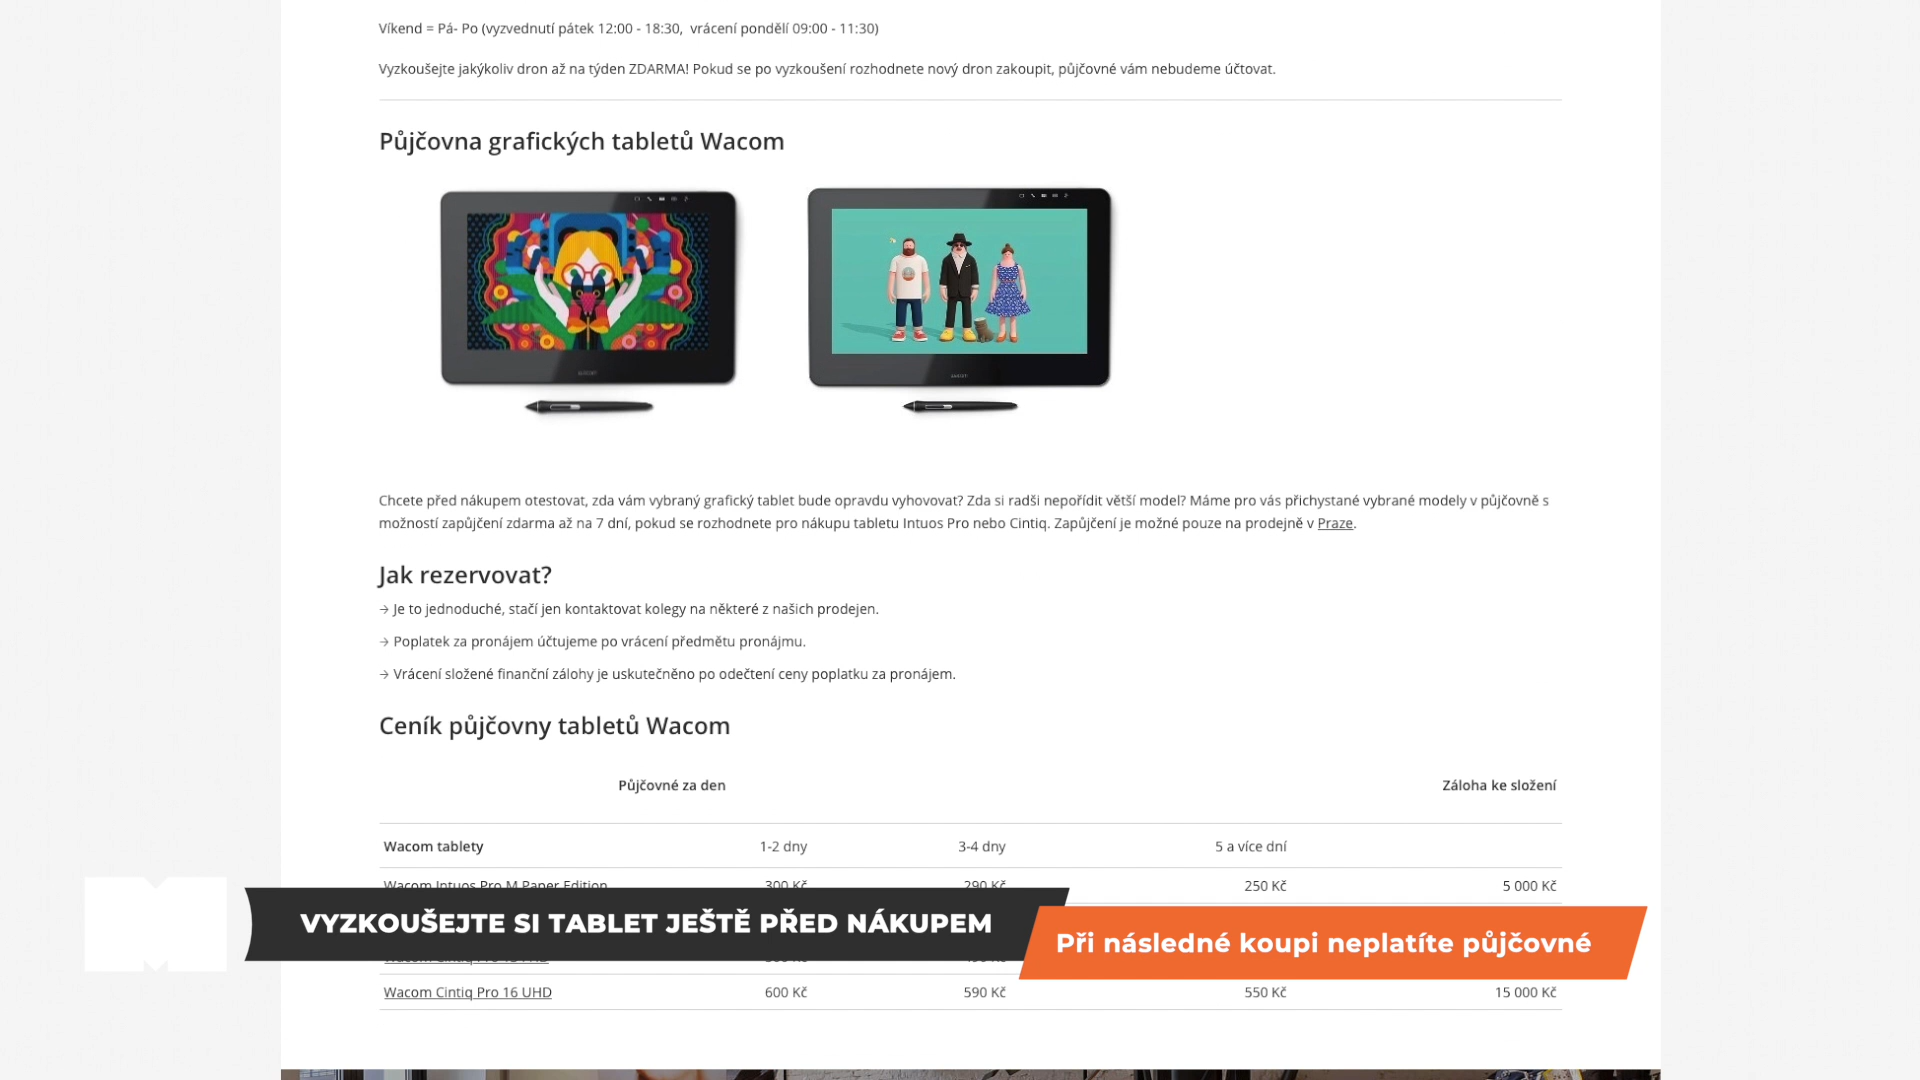 Víkend = Pá- Po (vyzvednutí pátek 12:00 - 18:30, vrácení pondělí 09:00 - 11:30)
Vyzkoušejte jakýkoliv dron až na týden ZDARMA! Pokud se po vyzkoušení rozhodnete nový dron zakoupit, půjčovné vám nebudeme účtovat.
Půjčovna grafických tabletů Wacom
Chcete před nákupem otestovat, zda vám vybraný grafický tablet bude opravdu vyhovovat? Zda si radši nepořídit větší model? Máme pro vás přichystané vybrané modely v půjčovně s
možností zapůjčení zdarma až na 7 dní, pokud se rozhodnete pro nákupu tabletu Intuos Pro nebo Cintiq. Zapůjčení je možné pouze na prodejně v Praze.
Jak rezervovat?
→ Je to jednoduché, stačí jen kontaktovat kolegy na některé z našich prodejen.
→ Poplatek za pronájem účtujeme po vrácení předmětu pronájmu.
→ Vrácení složené finanční zálohy je uskutečněno po odečtení ceny poplatku za pronájem.
Ceník půjčovny tabletů Wacom
Půjčovné za den Záloha ke složení
Wacom tablety 1-2 dny 3-4 dny 5 a více dní
Wacom Intuos Pro M Paper Edition 300 Kč 290 Kč 250 Kč 5 000 Kč
VYZKOUŠEJTE SI TABLET JEŠTĚ PŘED NÁKUPEM
Při následné koupi neplatíte půjčovné
Wacom Cintiq Pro 16 UHD 600 Kč 590 Kč 550 Kč 15 000 Kč